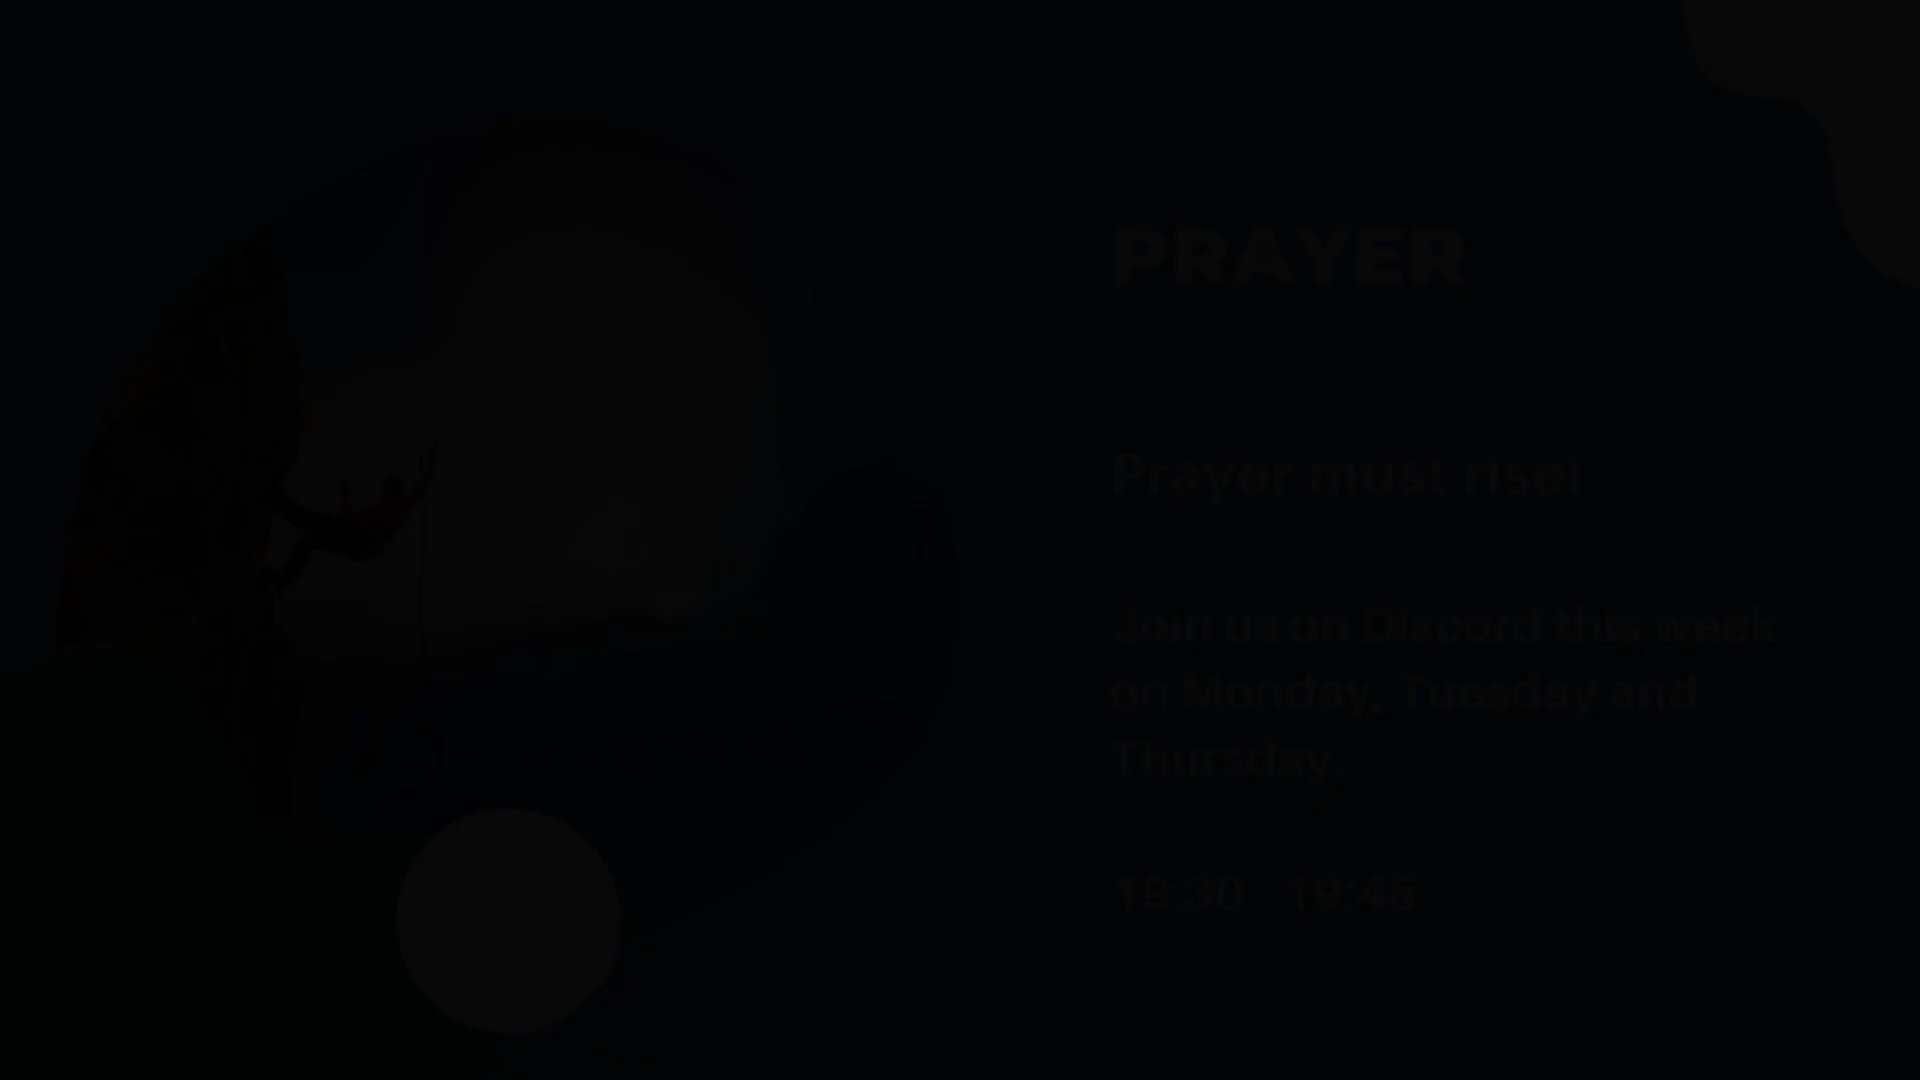 PRAYER
Prayer must rise!
Join us on Discord this week
on Monday, Tuesday and
Thursday.
19:30 - 19:45